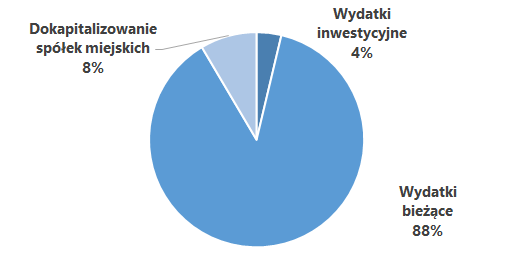 Dokapitalizowanie
spółek miejskich
8%
Wydatki
inwestycyjne
4%
Wydatki
bieżące
88%